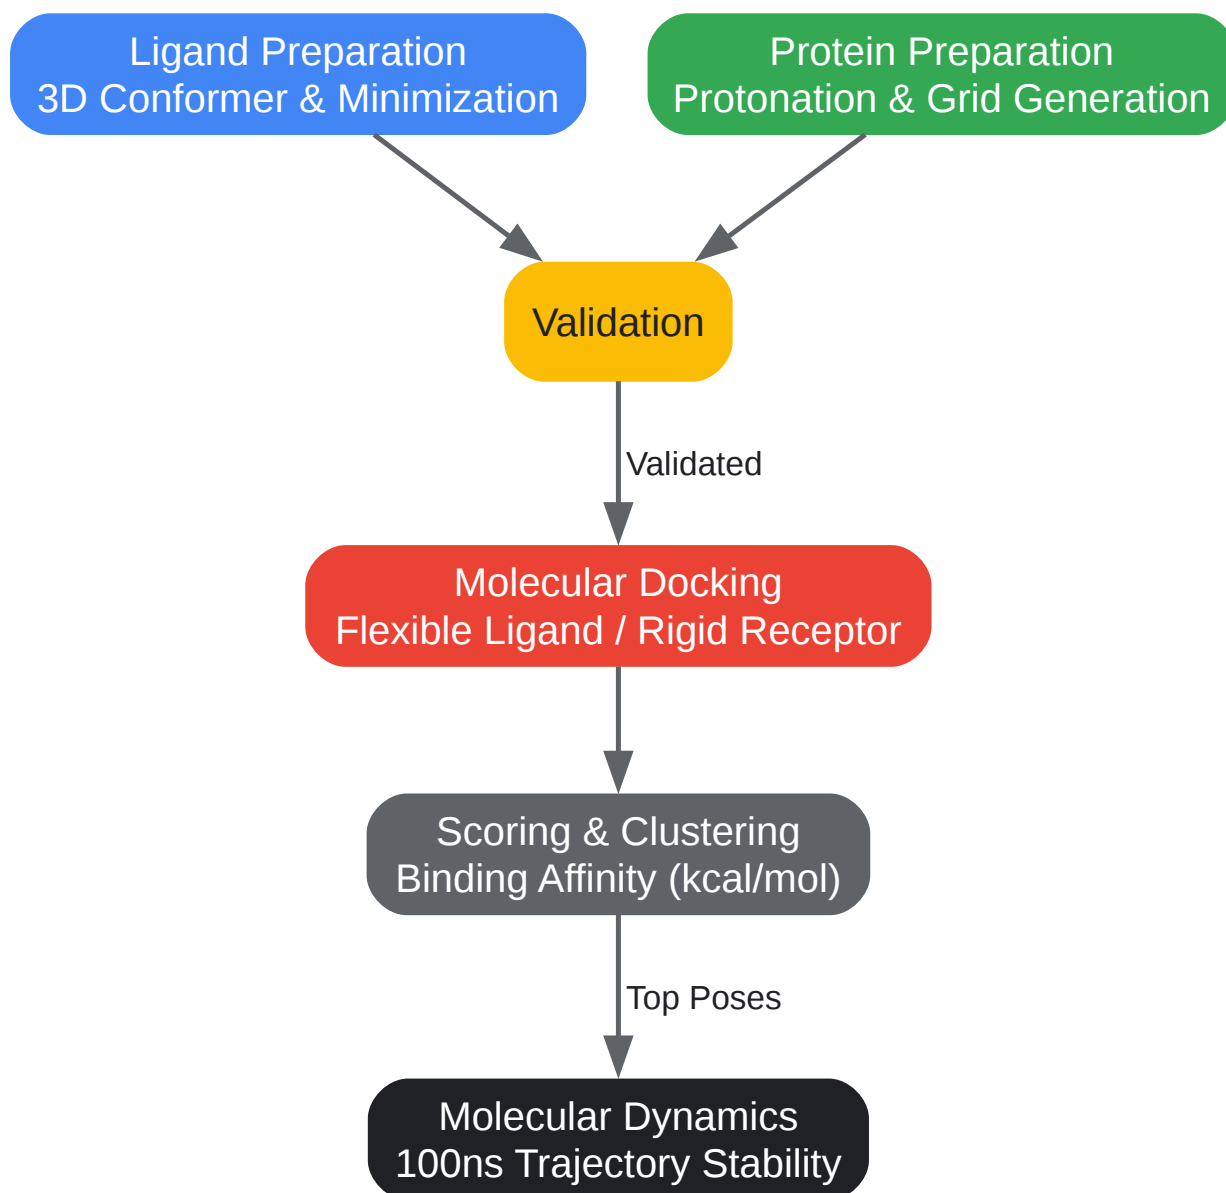 Ligand Preparation
3D Conformer & Minimization
Protein Preparation
Protonation & Grid Generation
Validation
Validated
Molecular Docking
Flexible Ligand / Rigid Receptor
Scoring & Clustering
Binding Affinity (kcal/mol)
Top Poses
Molecular Dynamics
100ns Trajectory Stability